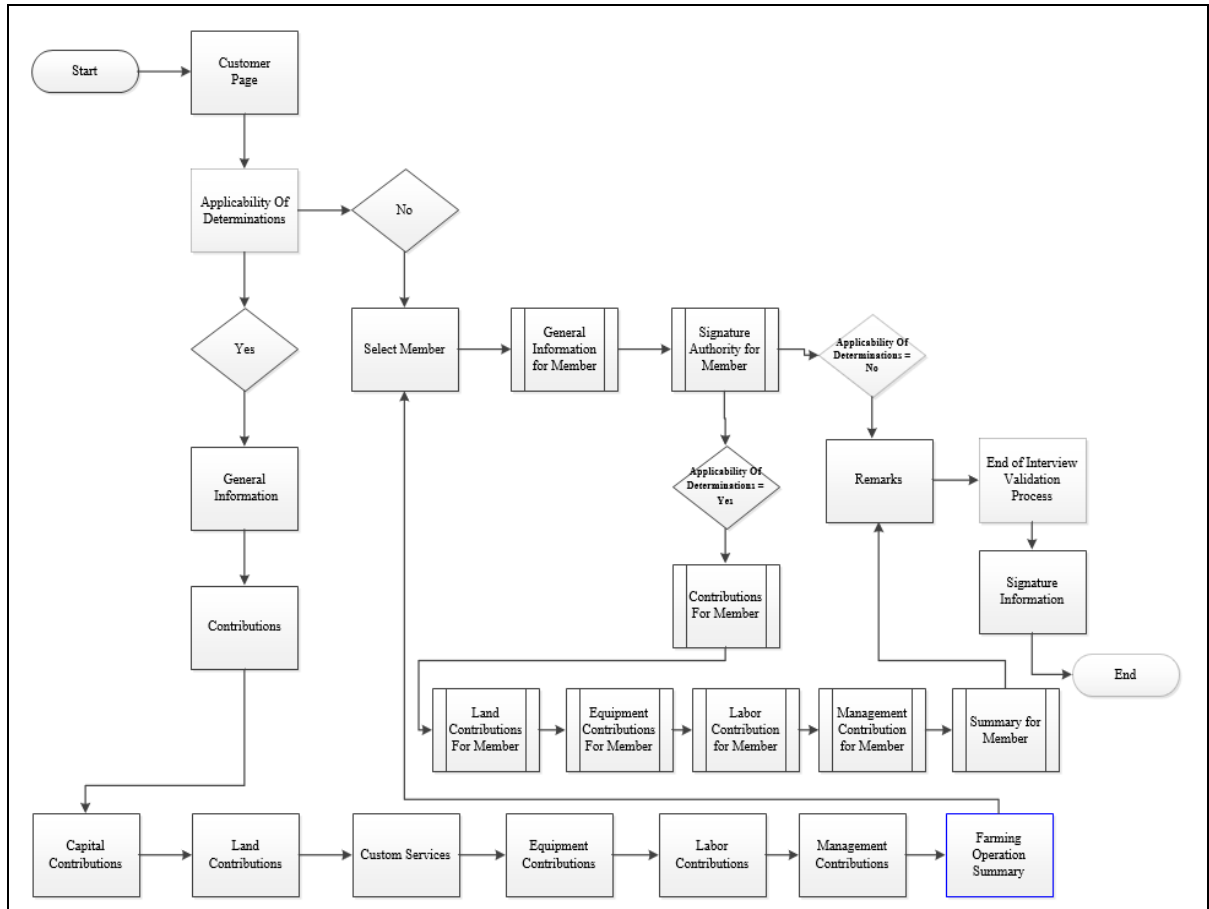 Start
Customer
Page
Applicability Of
Determinations
No
Yes
Select Member
General
Information
for Member
Signature
Authority for
Member
Applicability Of
Determinations =
No
General
Information
Applicability Of
Determinations =
Yes
Remarks
End of Interview
Validation
Process
Contributions
Contributions
For Member
Signature
Information
End
Land
Contributions
For Member
Equipment
Contributions
For Member
Labor
Contribution
for Member
Management
Contribution
for Member
Summary for
Member
Capital
Contributions
Land
Contributions
Custom Services
Equipment
Contributions
Labor
Contributions
Management
Contributions
Farming
Operation
Summary